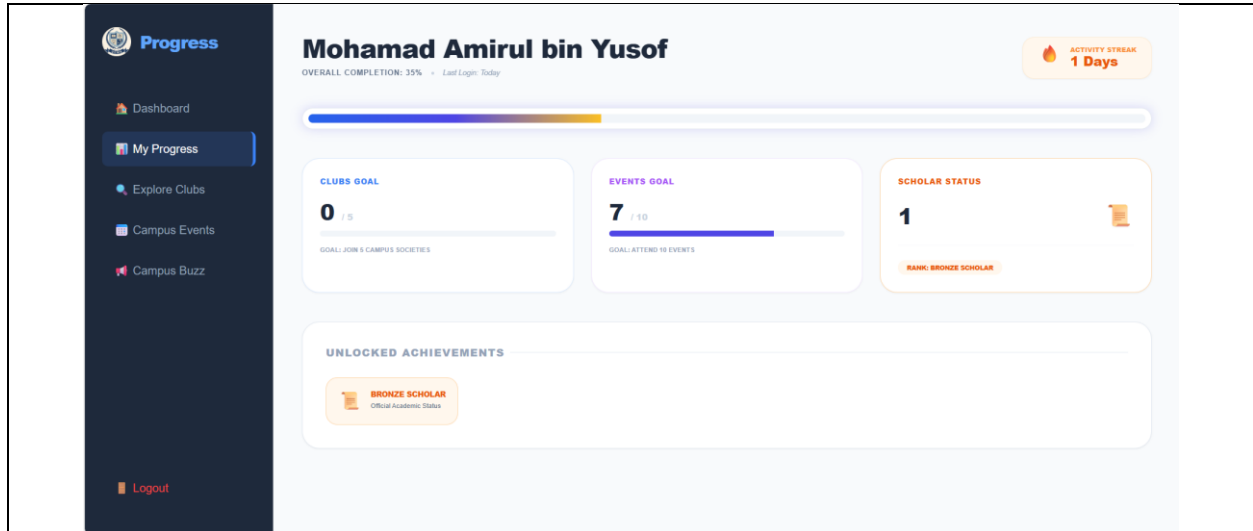 Progress
Dashboard
My Progress
Explore Clubs
Campus Events
Campus Buzz
Logout
Mohamad Amirul bin Yusof
OVERALL COMPLETION: 35% • Last Login: Today
ACTIVITY STREAK
1 Days
CLUBS GOAL
0 / 5
GOAL: JOIN 5 CAMPUS SOCIETIES
EVENTS GOAL
7 / 10
GOAL: ATTEND 10 EVENTS
SCHOLAR STATUS
1
RANK: BRONZE SCHOLAR
UNLOCKED ACHIEVEMENTS
BRONZE SCHOLAR
Official Academic Status